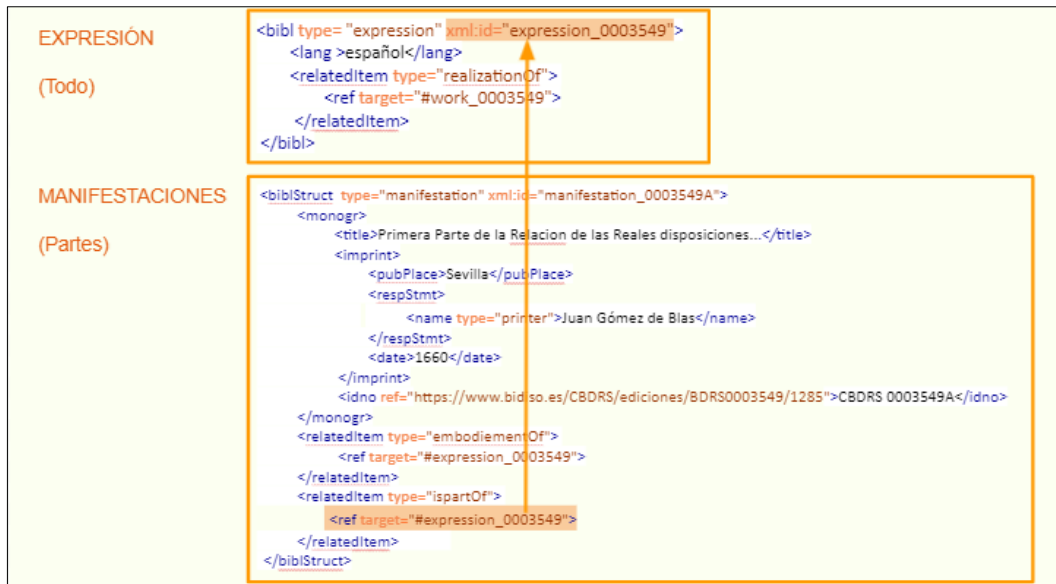 EXPRESIÓN
(Todo)
<bibl type= "expression" xml:id="expression_0003549">
<lang >español</lang>
<relatedItem type="realizationOf">
<ref target="#work_0003549">
</relatedItem>
</bibl>
MANIFESTACIONES
(Partes)
<biblStruct type="manifestation" xml:id="manifestation_0003549A">
<monogr>
<title>Primera Parte de la Relacion de las Reales disposiciones...</title>
<imprint>
<pubPlace>Sevilla</pubPlace>
<respStmt>
<name type="printer">Juan Gómez de Blas</name>
</respStmt>
<date>1660</date>
</imprint>
<idno ref="https://www.bidiso.es/CBDRS/ediciones/BDRS0003549/1285">CBDRS 0003549A</idno>
</monogr>
<relatedItem type="embodiementOf">
<ref target="#expression_0003549">
</relatedItem>
<relatedItem type="ispartOf">
<ref target="#expression_0003549">
</relatedItem>
</biblStruct>